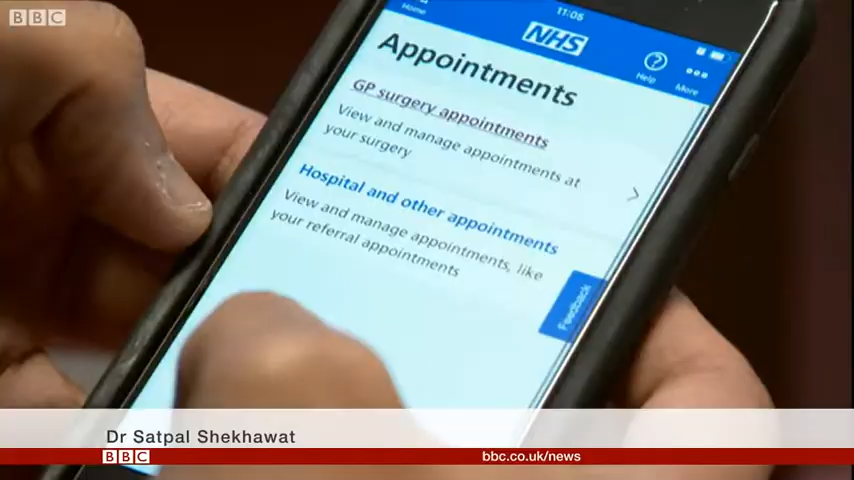 BBC
11:05
Home
NHS
Help
More
Appointments
GP surgery appointments
View and manage appointments at
your surgery
Hospital and other appointments
View and manage appointments, like
your referral appointments
Feedback
Dr Satpal Shekhawat
BBC
bbc.co.uk/news